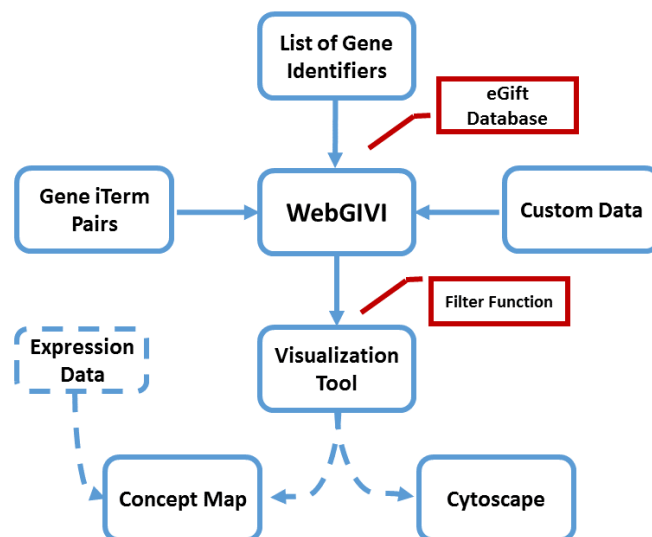 List of Gene
Identifiers
eGift
Database
Gene iTerm
Pairs
WebGIVI
Custom Data
Filter Function
Expression
Data
Visualization
Tool
Concept Map
Cytoscape